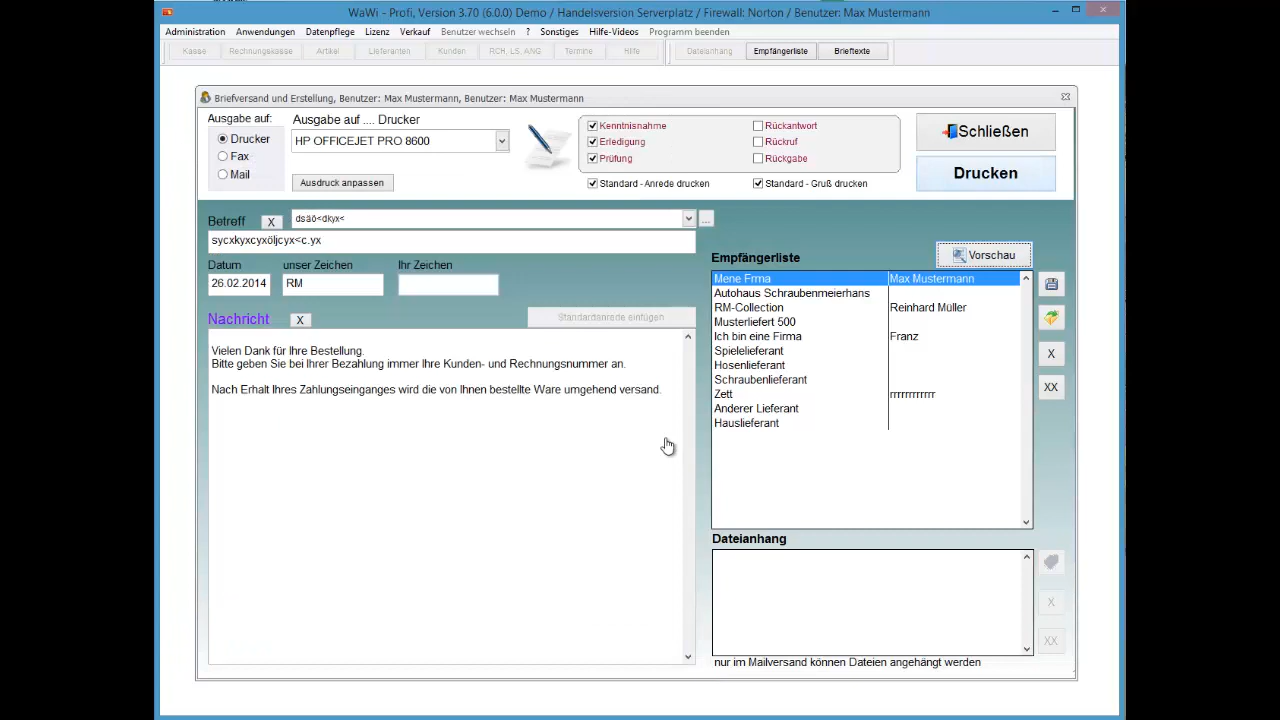 WaWi - Profi, Version 3.70 (6.0.0) Demo / Handelsversion Serverplatz / Firewall: Norton / Benutzer: Max Mustermann
Administration Anwendungen Datenpflege Lizenz Verkauf Benutzer wechseln ? Sonstiges Hilfe-Videos Programm beenden
Kasse Rechnungskasse Artikel Lieferanten Kunden RCH, LS, ANG Termine Hilfe Dateianhang Empfängerliste Brieftexte
Briefversand und Erstellung, Benutzer: Max Mustermann, Benutzer: Max Mustermann
Ausgabe auf: Ausgabe auf .... Drucker
Drucker
Fax
Mail
HP OFFICEJET PRO 8600
Ausdruck anpassen
Kenntnisnahme Rückantwort
Erledigung Rückruf
Prüfung Rückgabe
Standard - Anrede drucken Standard - Gruß drucken
Schließen
Drucken
Betreff X dsäö<dkyx< ...
sycxkyxcyxöljcyx<c.yx
Datum unser Zeichen Ihr Zeichen
26.02.2014 RM
Nachricht X Standardanrede einfügen
Vielen Dank für Ihre Bestellung.
Bitte geben Sie bei Ihrer Bezahlung immer Ihre Kunden- und Rechnungsnummer an.
Nach Erhalt Ihres Zahlungseinganges wird die von Ihnen bestellte Ware umgehend versand.
Empfängerliste Vorschau
Mene Frma Max Mustermann
Autohaus Schraubenmeierhans
RM-Collection Reinhard Müller
Musterliefert 500
Ich bin eine Firma Franz
Spielelieferant
Hosenlieferant
Schraubenlieferant
Zett rrrrrrrrrrrr
Anderer Lieferant
Hauslieferant
X
XX
Dateianhang
X
XX
nur im Mailversand können Dateien angehängt werden